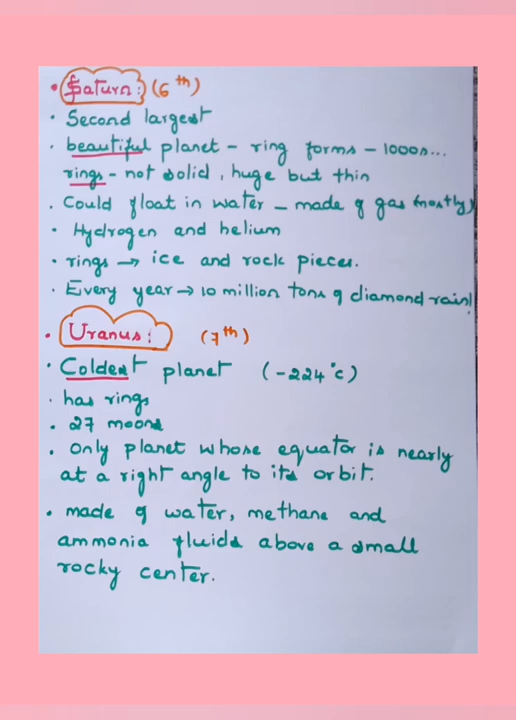 • Saturn: (6th)
• Second largest
• beautiful planet - ring forms - 1000s...
rings - not solid, huge but thin
. Could float in water - made of gas (mostly)
• Hydrogen and helium
• rings → ice and rock pieces.
• Every year → 10 million tons of diamond rain!
• Uranus: (7th)
• Coldest planet (-224°c)
. has rings
• 27 moons
• only planet whose equator is nearly
at a right angle to its orbit.
• made of water, methane and
ammonia fluids above a small
rocky center.